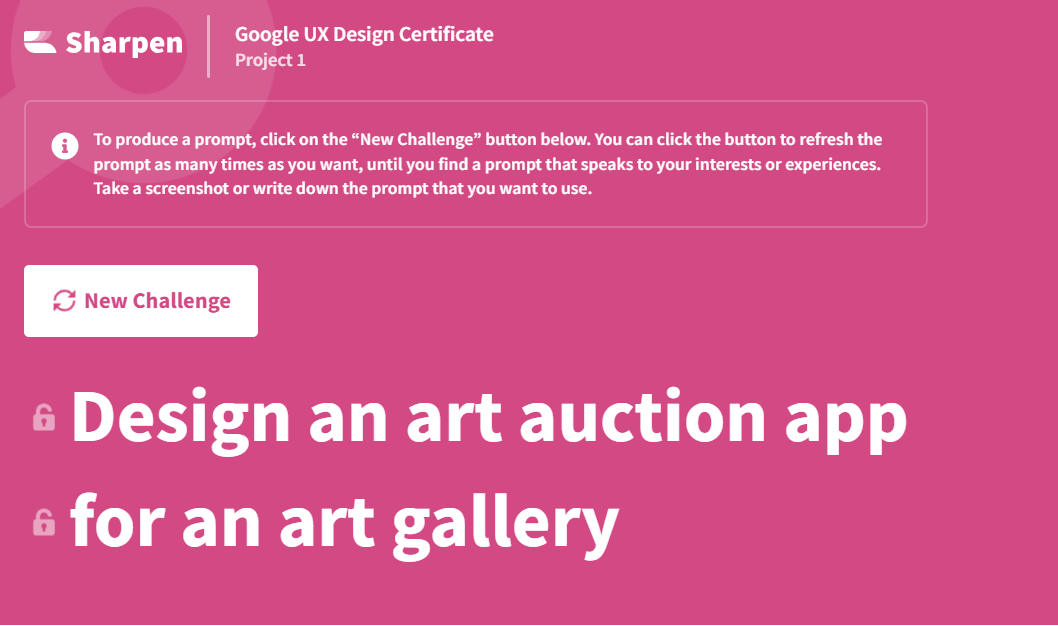 Sharpen
Google UX Design Certificate
Project 1
To produce a prompt, click on the “New Challenge” button below. You can click the button to refresh the
prompt as many times as you want, until you find a prompt that speaks to your interests or experiences.
Take a screenshot or write down the prompt that you want to use.
New Challenge
Design an art auction app
for an art gallery